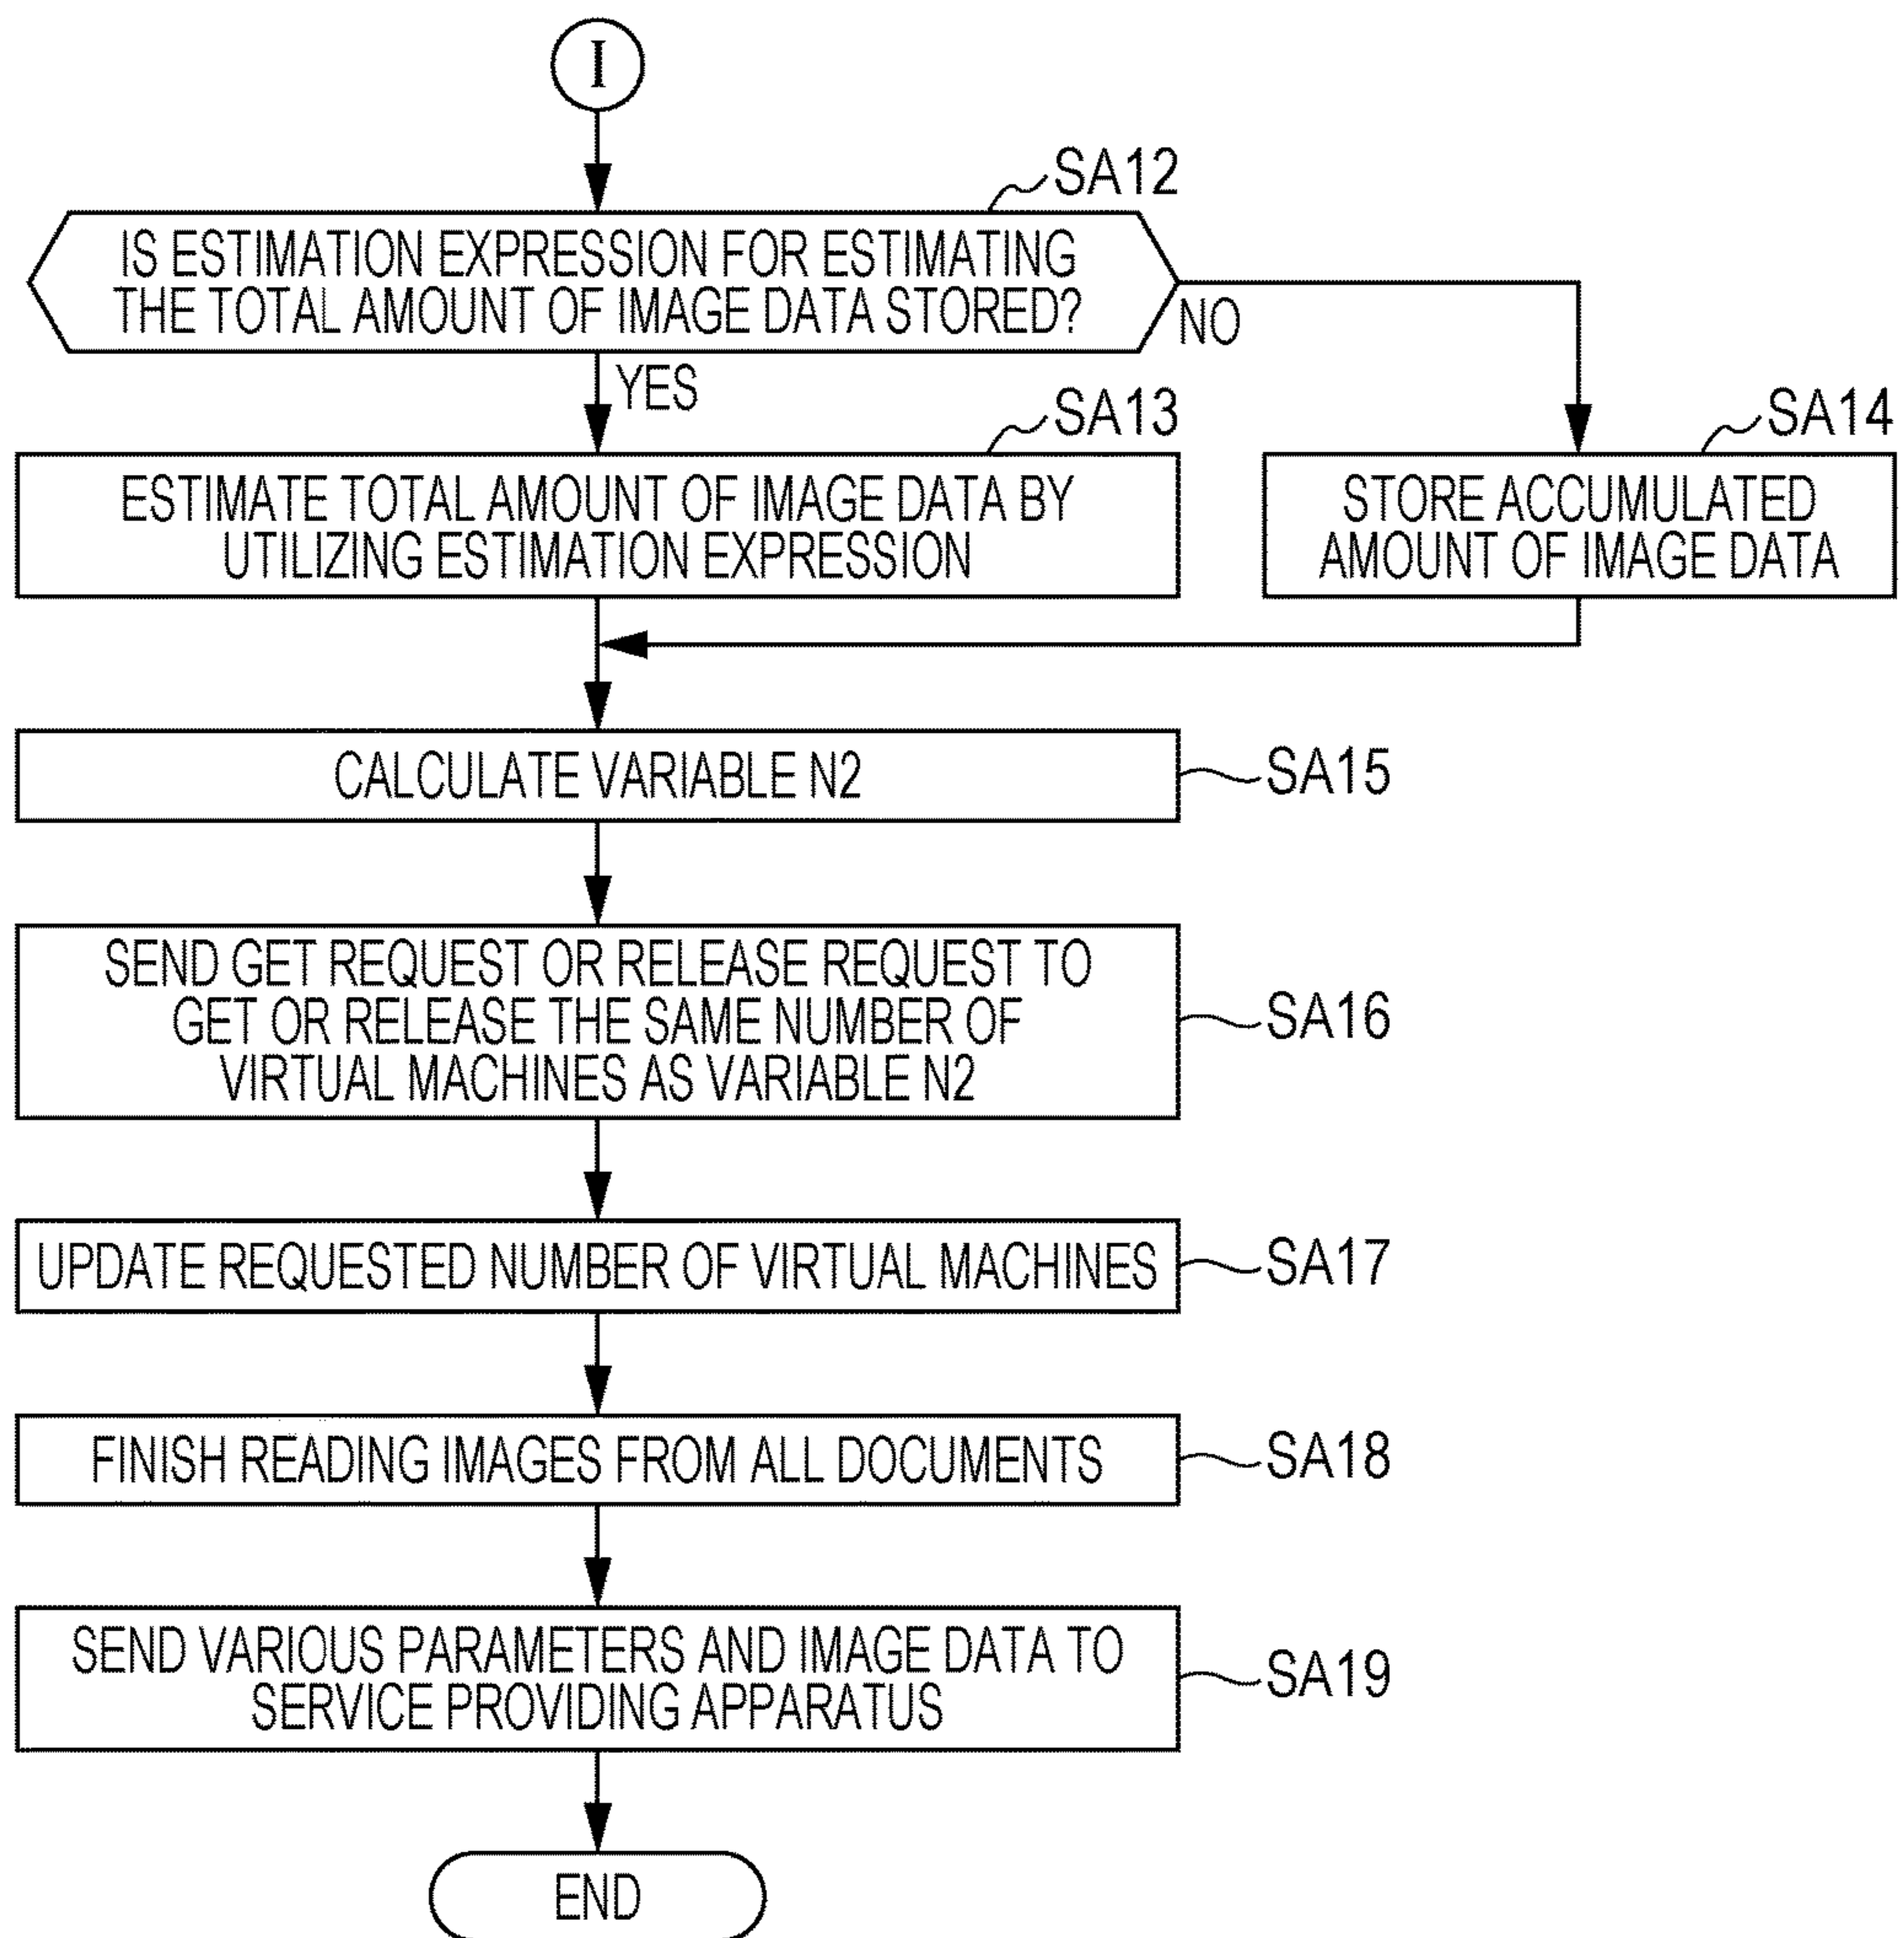 I
SA12
IS ESTIMATION EXPRESSION FOR ESTIMATING
THE TOTAL AMOUNT OF IMAGE DATA STORED?
NO
YES
SA13
SA14
ESTIMATE TOTAL AMOUNT OF IMAGE DATA BY
UTILIZING ESTIMATION EXPRESSION
STORE ACCUMULATED
AMOUNT OF IMAGE DATA
CALCULATE VARIABLE N2
SA15
SEND GET REQUEST OR RELEASE REQUEST TO
GET OR RELEASE THE SAME NUMBER OF
VIRTUAL MACHINES AS VARIABLE N2
SA16
UPDATE REQUESTED NUMBER OF VIRTUAL MACHINES
SA17
FINISH READING IMAGES FROM ALL DOCUMENTS
SA18
SEND VARIOUS PARAMETERS AND IMAGE DATA TO
SERVICE PROVIDING APPARATUS
SA19
END